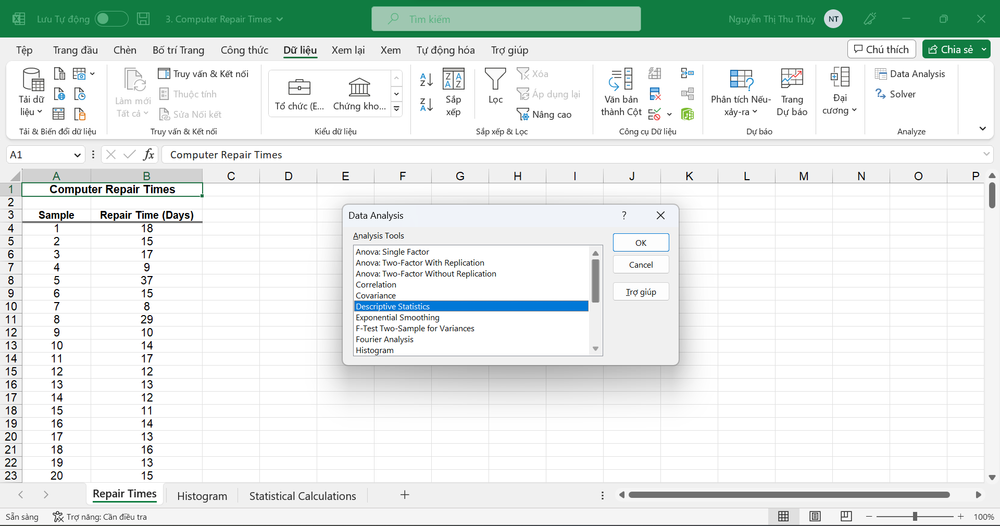 Lưu Tự động
3. Computer Repair Times
Tìm kiếm
Nguyễn Thị Thu Thủy
NT
Tệp
Trang đầu
Chèn
Bố trí Trang
Công thức
Dữ liệu
Xem lại
Xem
Tự động hóa
Trợ giúp
Chú thích
Chia sẻ
Tải dữ
liệu
Tải & Biến đổi dữ liệu
Làm mới
Tất cả
Truy vấn & Kết nối
Thuộc tính
Sửa Nối kết
Truy vấn & Kết nối
Tổ chức (E...
Chứng kho...
Kiểu dữ liệu
Sắp
xếp
Lọc
Xóa
Áp dụng lại
Nâng cao
Sắp xếp & Lọc
Văn bản
thành Cột
Công cụ Dữ liệu
Phân tích Nếu-
xảy-ra
Trang
Dự báo
Dự báo
Đại
cương
Data Analysis
Solver
Analyze
A1
fx
Computer Repair Times
A B C D E F G H I J K L M N O P
1 Computer Repair Times
2
3 Sample Repair Time (Days)
4 1 18
5 2 15
6 3 17
7 4 9
8 5 37
9 6 15
10 7 8
11 8 29
12 9 10
13 10 14
14 11 17
15 12 12
16 13 13
17 14 12
18 15 11
19 16 14
20 17 13
21 18 16
22 19 13
23 20 15
Data Analysis
?
Analysis Tools
Anova: Single Factor
Anova: Two-Factor With Replication
Anova: Two-Factor Without Replication
Correlation
Covariance
Descriptive Statistics
Exponential Smoothing
F-Test Two-Sample for Variances
Fourier Analysis
Histogram
OK
Cancel
Trợ giúp
Repair Times
Histogram
Statistical Calculations
Sẵn sàng
Trợ năng: Cần điều tra
100%